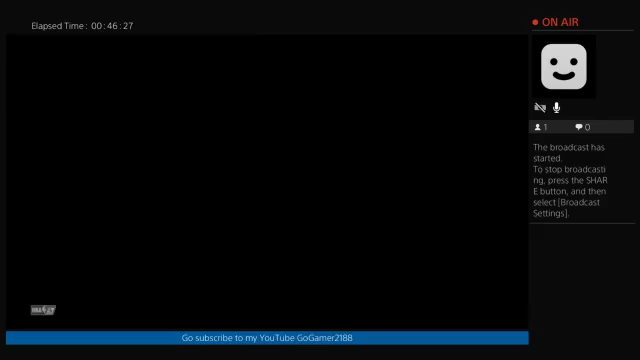 Elapsed Time : 00 : 46 : 27
ON AIR
1 0
The broadcast has
started.
To stop broadcasti
ng, press the SHAR
E button, and then
select [Broadcast
Settings].
Go subscribe to my YouTube GoGamer2188